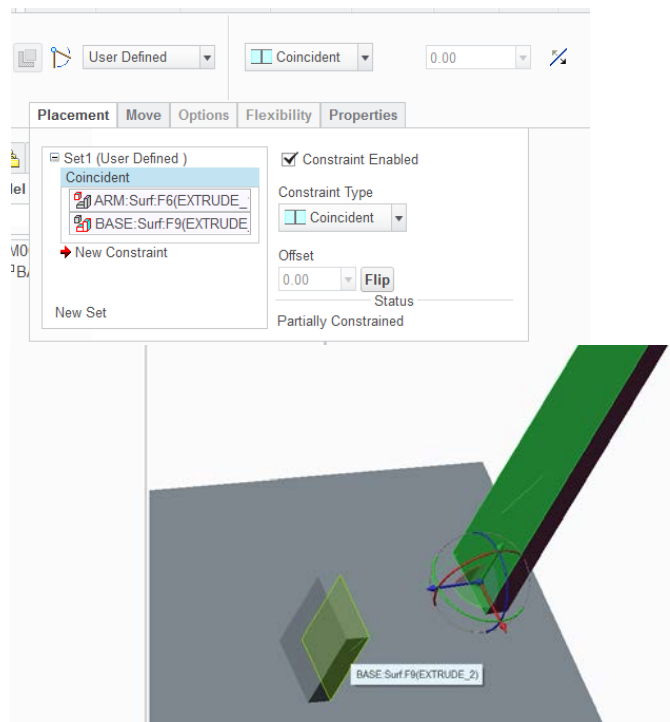 User Defined
Coincident
0.00
Placement Move Options Flexibility Properties
Set1 (User Defined )
Coincident
ARM:Surf:F6(EXTRUDE_
BASE:Surf:F9(EXTRUDE
New Constraint
New Set
Constraint Enabled
Constraint Type
Coincident
Offset
0.00 Flip
Status
Partially Constrained
BASE:Surf:F9(EXTRUDE_2)